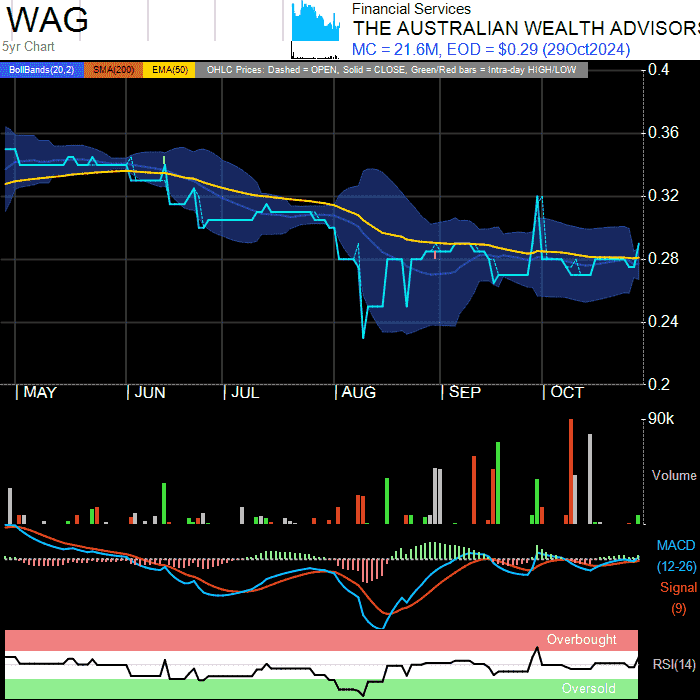 WAG
5yr Chart
Financial Services
THE AUSTRALIAN WEALTH ADVISORS
MC = 21.6M, EOD = $0.29 (29Oct2024)
BollBands(20,2) SMA(200) EMA(50) OHLC Prices: Dashed = OPEN, Solid = CLOSE, Green/Red bars = Intra-day HIGH/LOW
0.4
0.36
0.32
0.28
0.24
0.2
MAY JUN JUL AUG SEP OCT
90k
Volume
MACD
(12-26)
Signal
(9)
Overbought
RSI(14)
Oversold